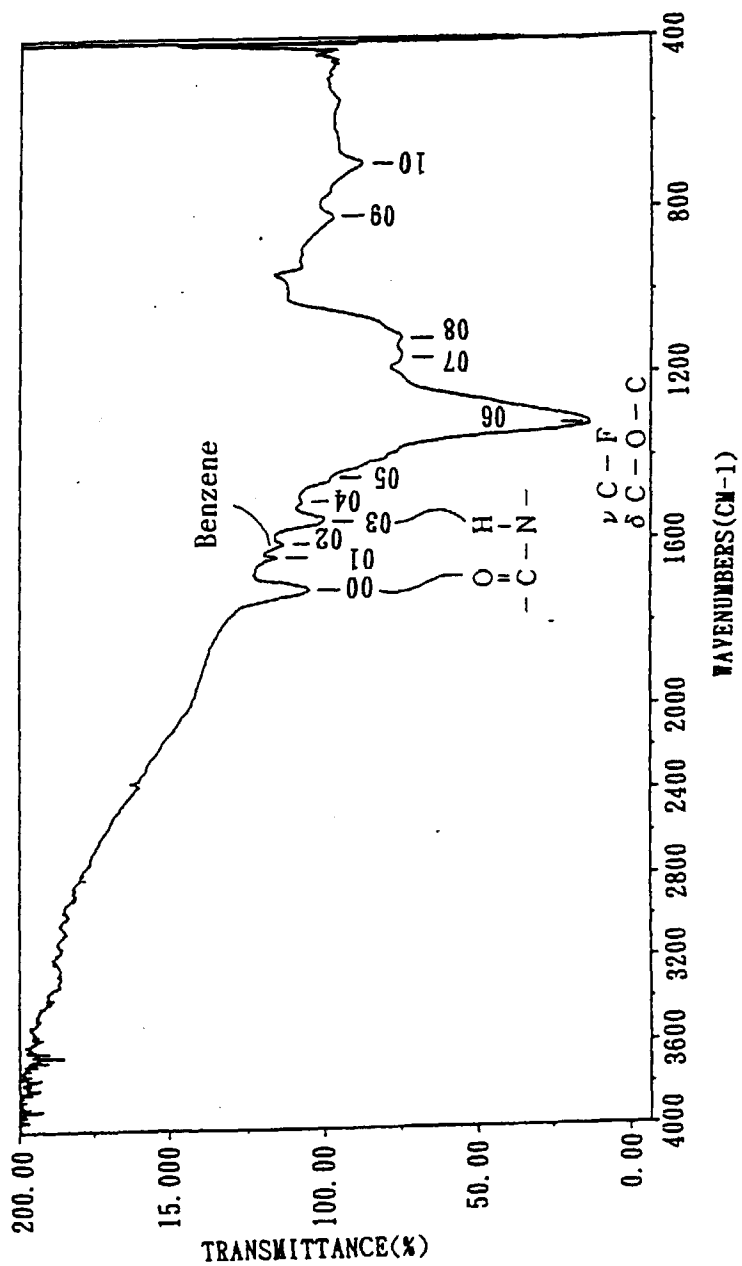 TRANSMITTANCE(%)
200.00
15.000
100.00
50.00
0.00
Benzene
00
01
02
03
04
05
06
07
08
09
10
O
- C - N -
H
ν C - F
δ C - O - C
4000 3600 3200 2800 2400 2000 1600 1200 800 400
WAVENUMBERS(CM-1)